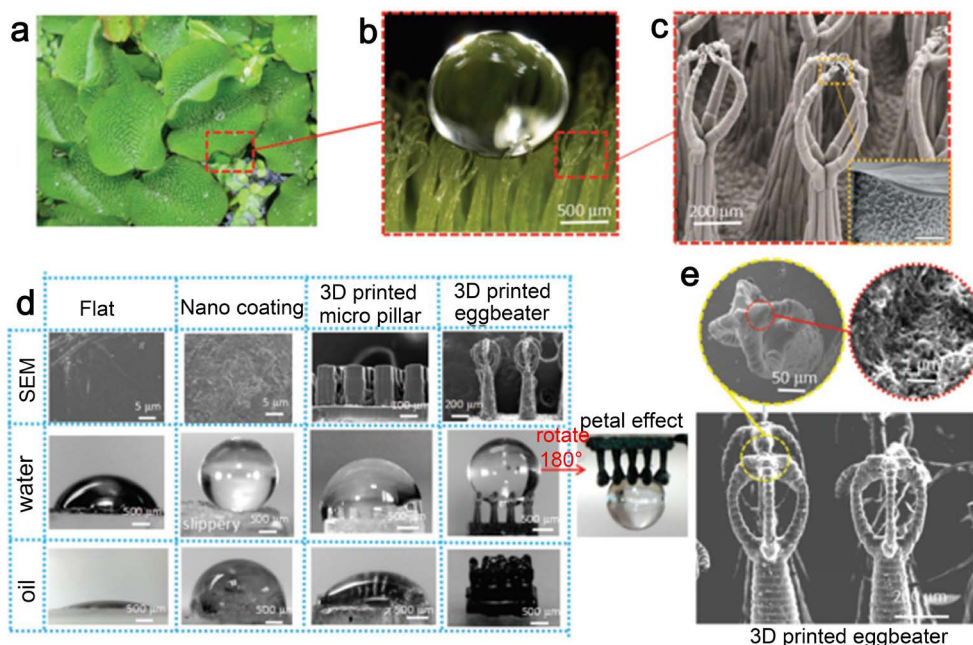 a
b
500 μm
c
200 μm
5 μm
d
Flat
Nano coating
3D printed
micro pillar
3D printed
eggbeater
SEM
5 μm
5 μm
100 μm
200 μm
water
500 μm
slippery
500 μm
500 μm
500 μm
rotate
180°
petal effect
oil
500 μm
500 μm
500 μm
500 μm
e
50 μm
μm
200 μm
3D printed eggbeater